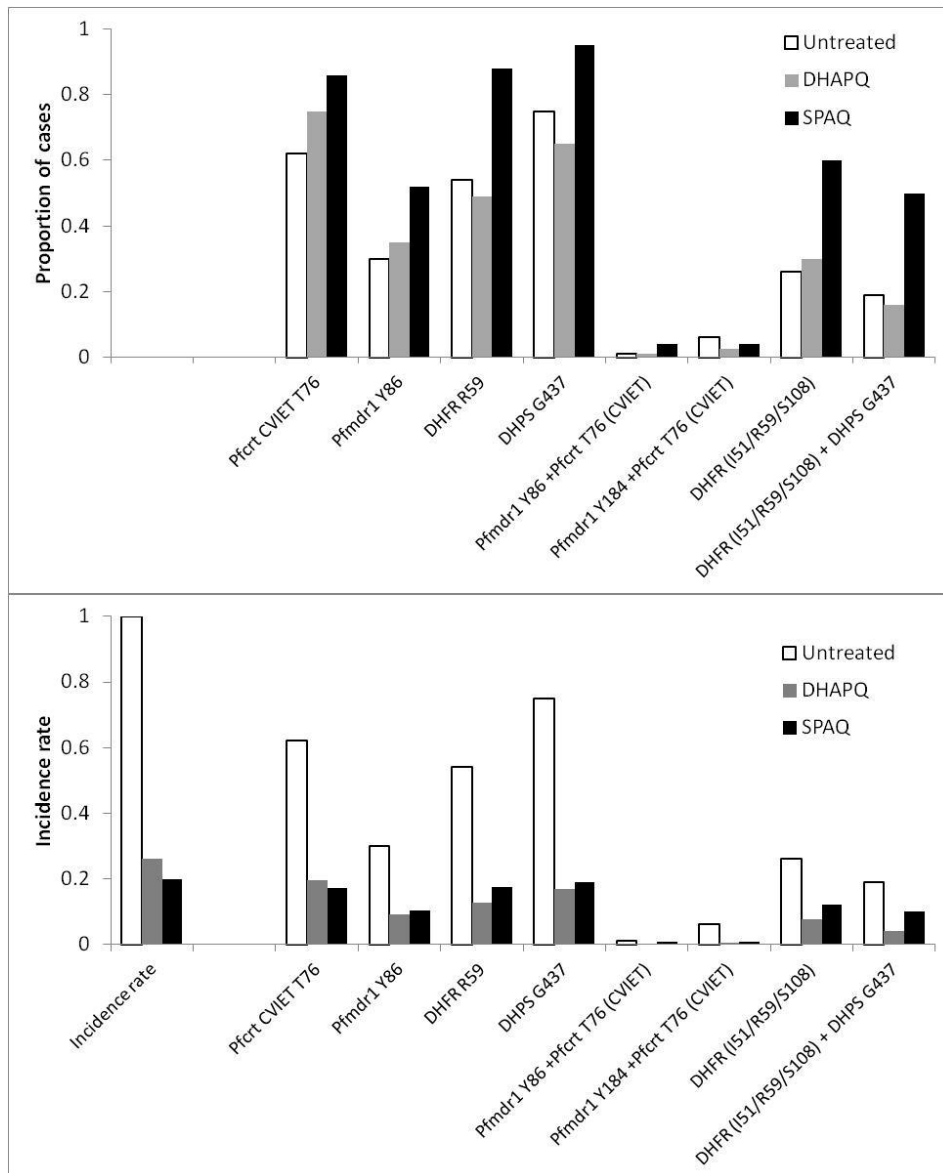 1
Untreated
DHAPQ
SPAQ
0.8
0.6
0.4
0.2
0
Proportion of cases
Pfcrt CVIET T76
Pfmdr1 Y86
DHFR R59
DHPS G437
Pfmdr1 Y86 +Pfcrt T76 (CVIET)
Pfmdr1 Y184 +Pfcrt T76 (CVIET)
DHFR (I51/R59/S108)
DHFR (I51/R59/S108) + DHPS G437
1
Untreated
DHAPQ
SPAQ
0.8
0.6
0.4
0.2
0
Incidence rate
Incidence rate
Pfcrt CVIET T76
Pfmdr1 Y86
DHFR R59
DHPS G437
Pfmdr1 Y86 +Pfcrt T76 (CVIET)
Pfmdr1 Y184 +Pfcrt T76 (CVIET)
DHFR (I51/R59/S108)
DHFR (I51/R59/S108) + DHPS G437